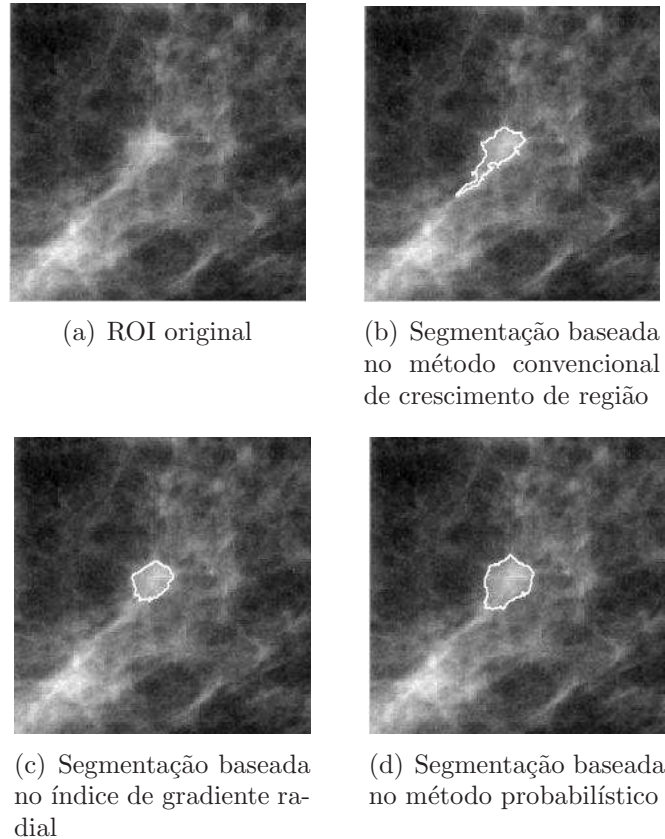 (a) ROI original
(b) Segmentação baseada
no método convencional
de crescimento de região
(c) Segmentação baseada
no índice de gradiente ra-
dial
(d) Segmentação baseada
no método probabilístico